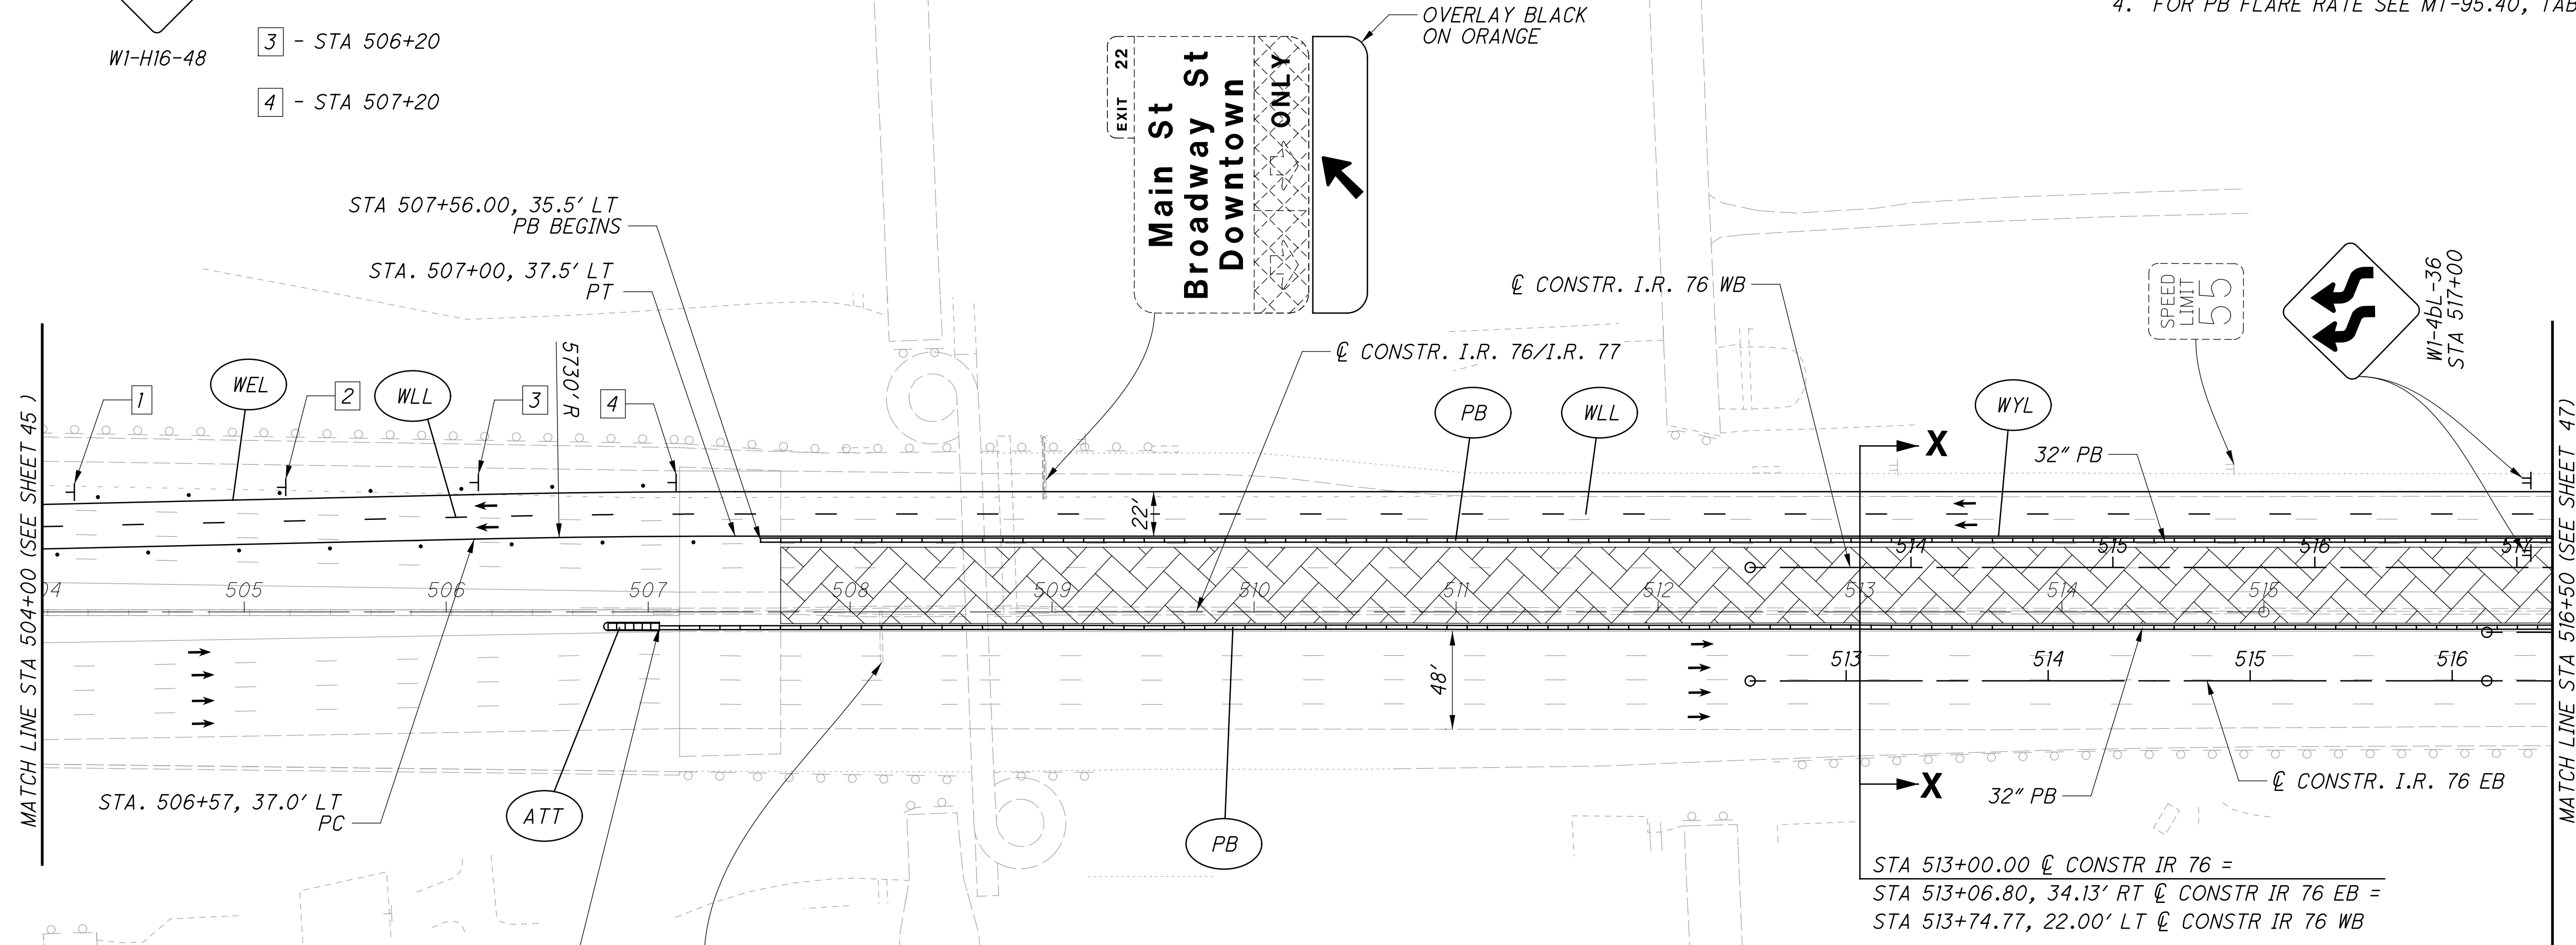 4. FOR PB FLARE RATE SEE MT-95.40, TAB
OVERLAY BLACK
ON ORANGE
W1-H16-48
3 - STA 506+20
4 - STA 507+20
EXIT 22
Main St
Broadway St
Downtown
ONLY
STA 507+56.00, 35.5' LT
PB BEGINS
STA. 507+00, 37.5' LT
PT
5730' R
℄ CONSTR. I.R. 76 WB
℄ CONSTR. I.R. 76/I.R. 77
SPEED
LIMIT
55
W1-4bL-36
STA 517+00
MATCH LINE STA 504+00 (SEE SHEET 45 )
1
WEL
2
WLL
3
4
PB
WLL
WYL
X
32" PB
22'
514
515
516
517
04
505
506
507
508
509
510
511
512
513
514
515
48'
513
514
515
516
STA. 506+57, 37.0' LT
PC
ATT
PB
X
32" PB
℄ CONSTR. I.R. 76 EB
STA 513+00.00 ℄ CONSTR IR 76 =
STA 513+06.80, 34.13' RT ℄ CONSTR IR 76 EB =
STA 513+74.77, 22.00' LT ℄ CONSTR IR 76 WB
MATCH LINE STA 516+50 (SEE SHEET 47)